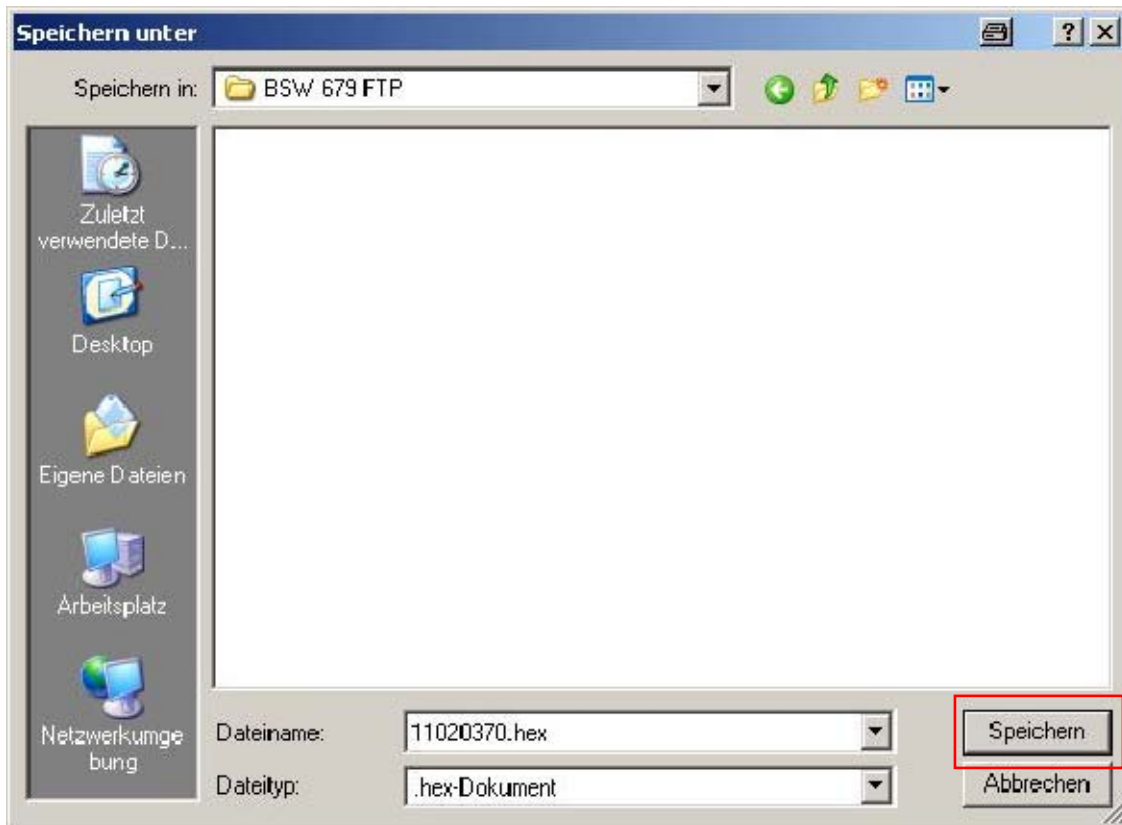 Speichern unter
Speichern in:
BSW 679 FTP
Zuletzt
verwendete D...
Desktop
Eigene Dateien
Arbeitsplatz
Netzwerkumge
bung
Dateiname:
11020370.hex
Speichern
Dateityp:
.hex-Dokument
Abbrechen